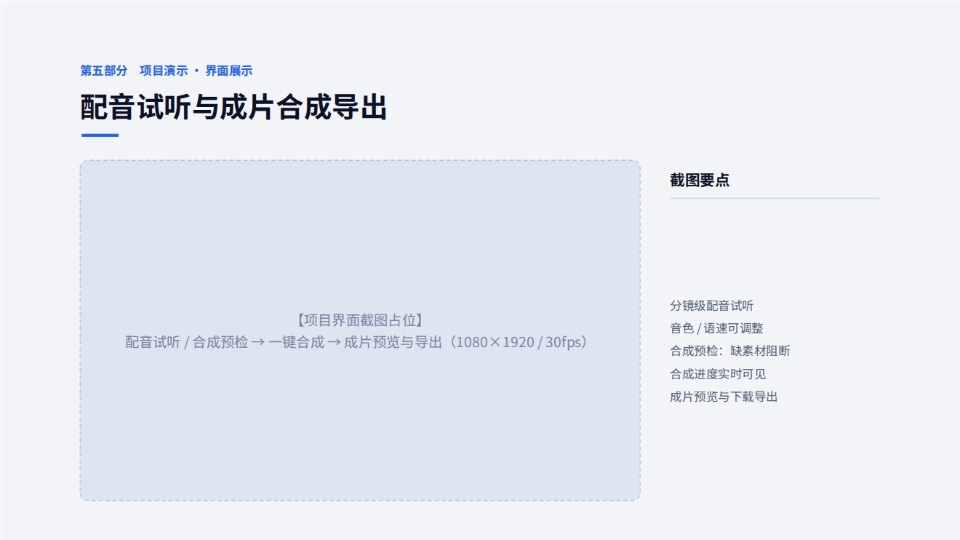 第五部分　项目演示 · 界面展示
配音试听与成片合成导出
【项目界面截图占位】
配音试听 / 合成预检 → 一键合成 → 成片预览与导出（1080×1920 / 30fps）
截图要点
分镜级配音试听
音色 / 语速可调整
合成预检：缺素材阻断
合成进度实时可见
成片预览与下载导出